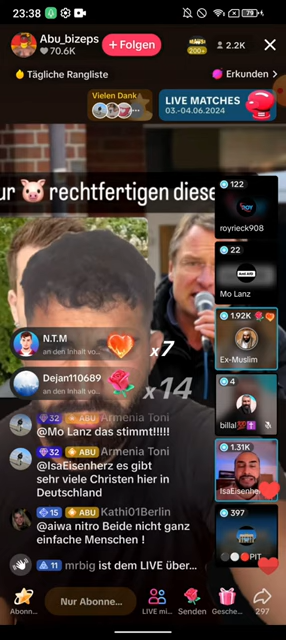 23:38
79
Abu_bizeps
70.6K
+ Folgen
200+
2.2K
Tägliche Rangliste
Erkunden >
Vielen Dank
LIVE MATCHES
03.-04.06.2024
ur 🐷 rechtfertigen diese
122
royrieck908
22
Mo Lanz
1.92K
Ex-Muslim
4
billal
1.31K
IsaEisenhe
397
PIT
N.T.M
an den Inhalt vo...
x7
Dejan110689
an den Inhalt vo...
x14
32 ABU Armenia Toni
@Mo Lanz das stimmt!!!!!
32 ABU Armenia Toni
@IsaEisenherz es gibt
sehr viele Christen hier in
Deutschland
15 ABU Kathi01Berlin
@aiwa nitro Beide nicht ganz
einfache Menschen !
11 mrbig ist dem LIVE über...
Abonn...
Nur Abonne...
LIVE mi...
Senden
Gesche...
297